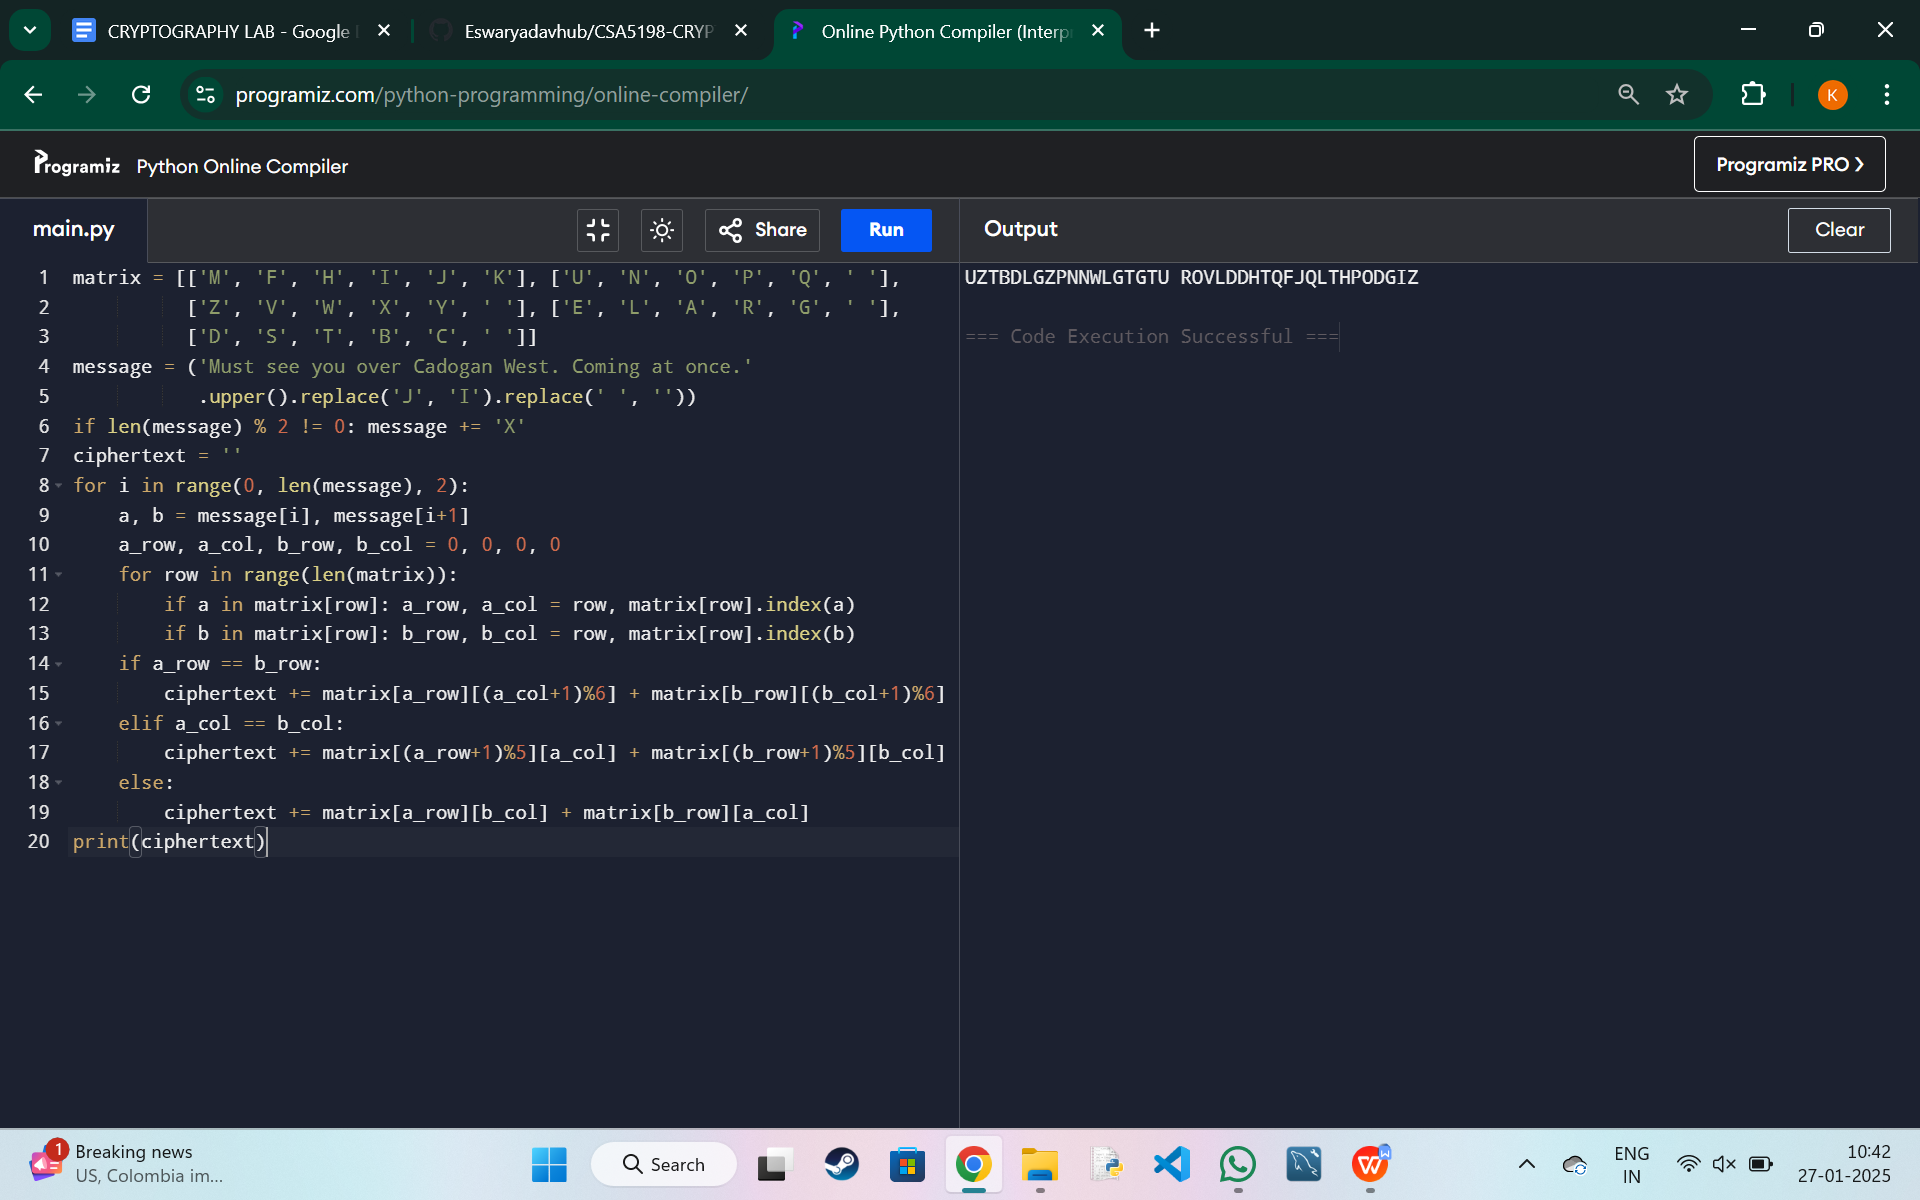 CRYPTOGRAPHY LAB - Google
Eswaryadavhub/CSA5198-CRYP
Online Python Compiler (Interp
programiz.com/python-programming/online-compiler/
K
Programiz
Python Online Compiler
Programiz PRO
main.py
Share
Run
Output
Clear
1 matrix = [['M', 'F', 'H', 'I', 'J', 'K'], ['U', 'N', 'O', 'P', 'Q', ' '],
2 ['Z', 'V', 'W', 'X', 'Y', ' '], ['E', 'L', 'A', 'R', 'G', ' '],
3 ['D', 'S', 'T', 'B', 'C', ' ']]
4 message = ('Must see you over Cadogan West. Coming at once.'
5 .upper().replace('J', 'I').replace(' ', ''))
6 if len(message) % 2 != 0: message += 'X'
7 ciphertext = ''
8 for i in range(0, len(message), 2):
9 a, b = message[i], message[i+1]
10 a_row, a_col, b_row, b_col = 0, 0, 0, 0
11 for row in range(len(matrix)):
12 if a in matrix[row]: a_row, a_col = row, matrix[row].index(a)
13 if b in matrix[row]: b_row, b_col = row, matrix[row].index(b)
14 if a_row == b_row:
15 ciphertext += matrix[a_row][(a_col+1)%6] + matrix[b_row][(b_col+1)%6]
16 elif a_col == b_col:
17 ciphertext += matrix[(a_row+1)%5][a_col] + matrix[(b_row+1)%5][b_col]
18 else:
19 ciphertext += matrix[a_row][b_col] + matrix[b_row][a_col]
20 print(ciphertext)
UZTBDLGZPNNWLGTGTU ROVLDDHTQFJQLTHPODGIZ
=== Code Execution Successful ===
1
Breaking news
US, Colombia im...
Search
W
W
ENG
IN
10:42
27-01-2025